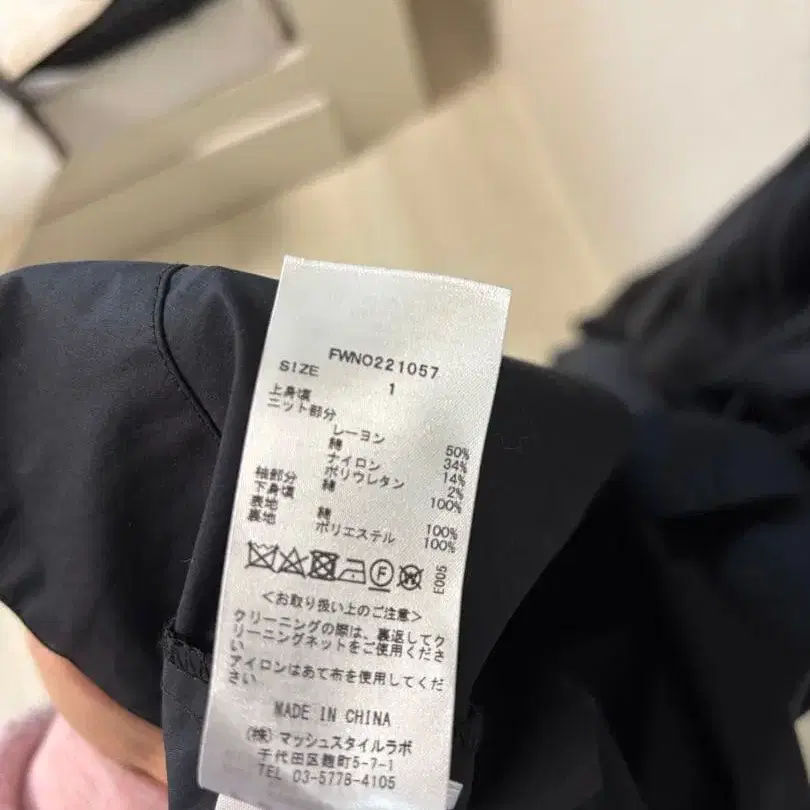 FWNO221057
SIZE 1
上身頃
ニット部分
レーヨン 50%
綿 34%
ナイロン 14%
ポリウレタン 2%
袖部分 綿 100%
下身頃
表地 綿 100%
裏地 ポリエステル 100%
F W E005
<お取り扱い上のご注意>
クリーニングの際は、裏返してク
リーニングネットをご使用くださ
い
アイロンはあて布を使用してくだ
さい
MADE IN CHINA
(株)マッシュスタイルラボ
千代田区麹町5-7-1
TEL 03-5778-4105